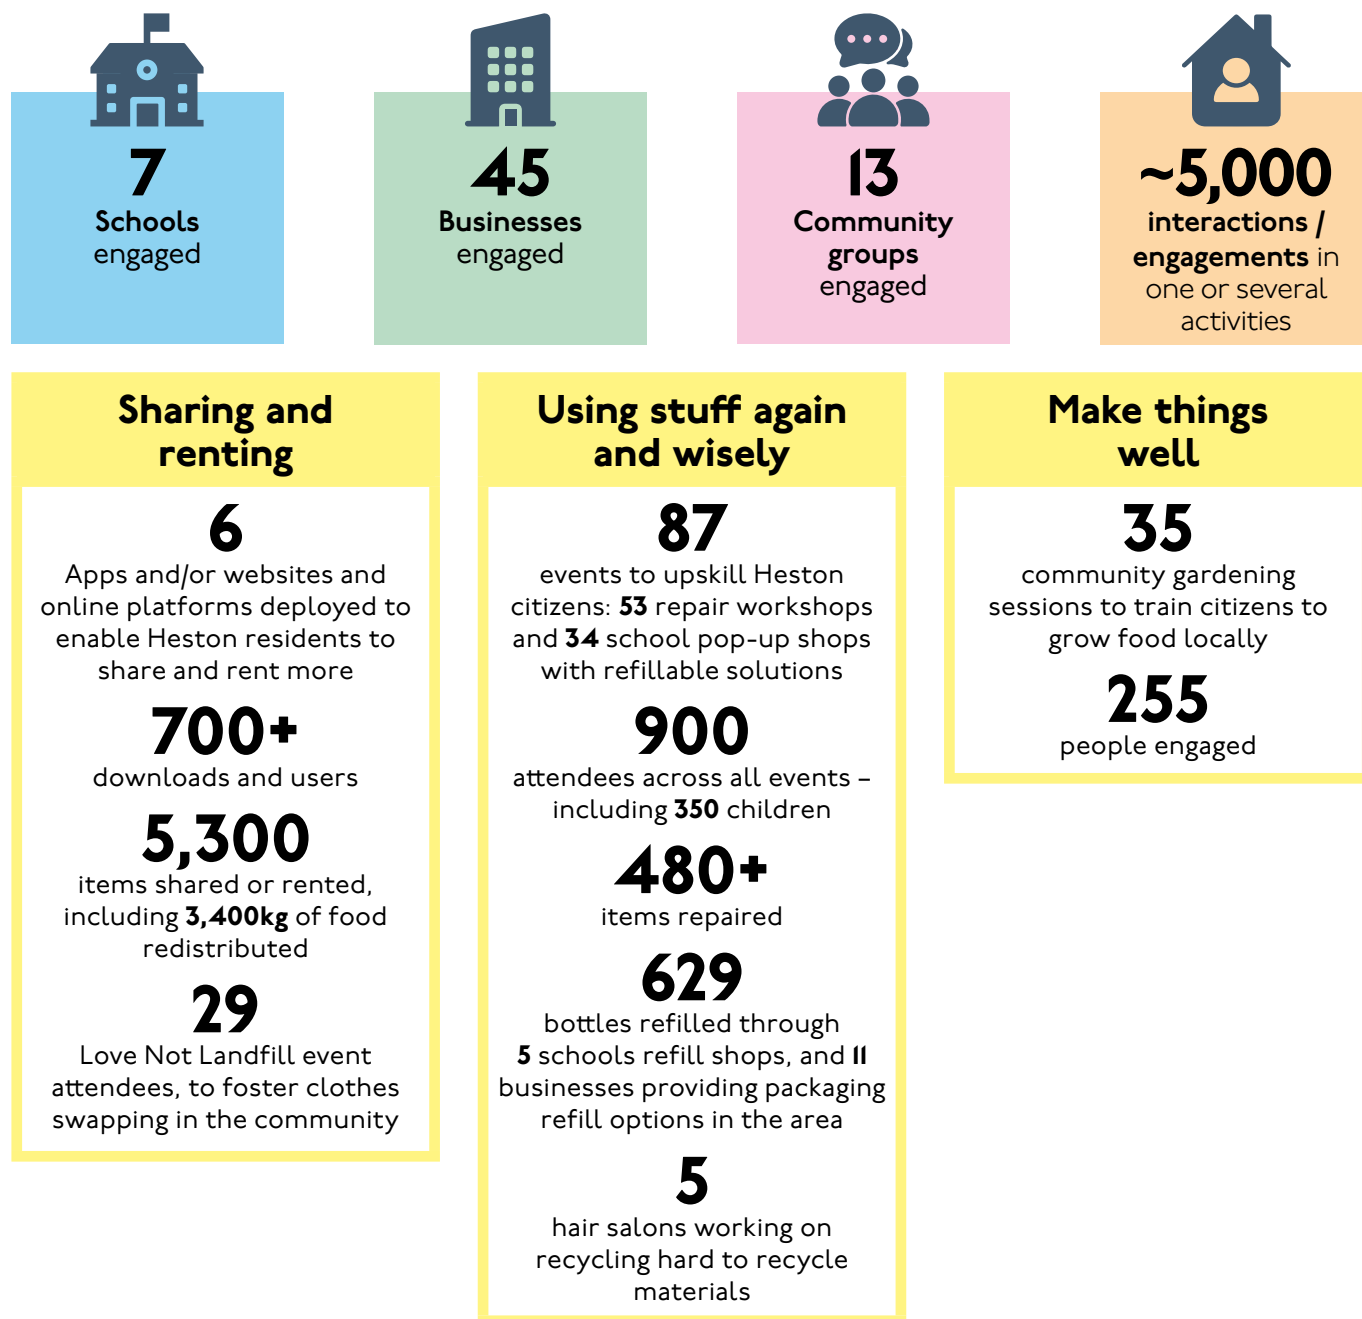 7
Schools
engaged
45
Businesses
engaged
13
Community
groups
engaged
~5,000
interactions /
engagements in
one or several
activities
Sharing and
renting
6
Apps and/or websites and
online platforms deployed to
enable Heston residents to
share and rent more
700+
downloads and users
5,300
items shared or rented,
including 3,400kg of food
redistributed
29
Love Not Landfill event
attendees, to foster clothes
swapping in the community
Using stuff again
and wisely
87
events to upskill Heston
citizens: 53 repair workshops
and 34 school pop-up shops
with refillable solutions
900
attendees across all events –
including 350 children
480+
items repaired
629
bottles refilled through
5 schools refill shops, and 11
businesses providing packaging
refill options in the area
5
hair salons working on
recycling hard to recycle
materials
Make things
well
35
community gardening
sessions to train citizens to
grow food locally
255
people engaged